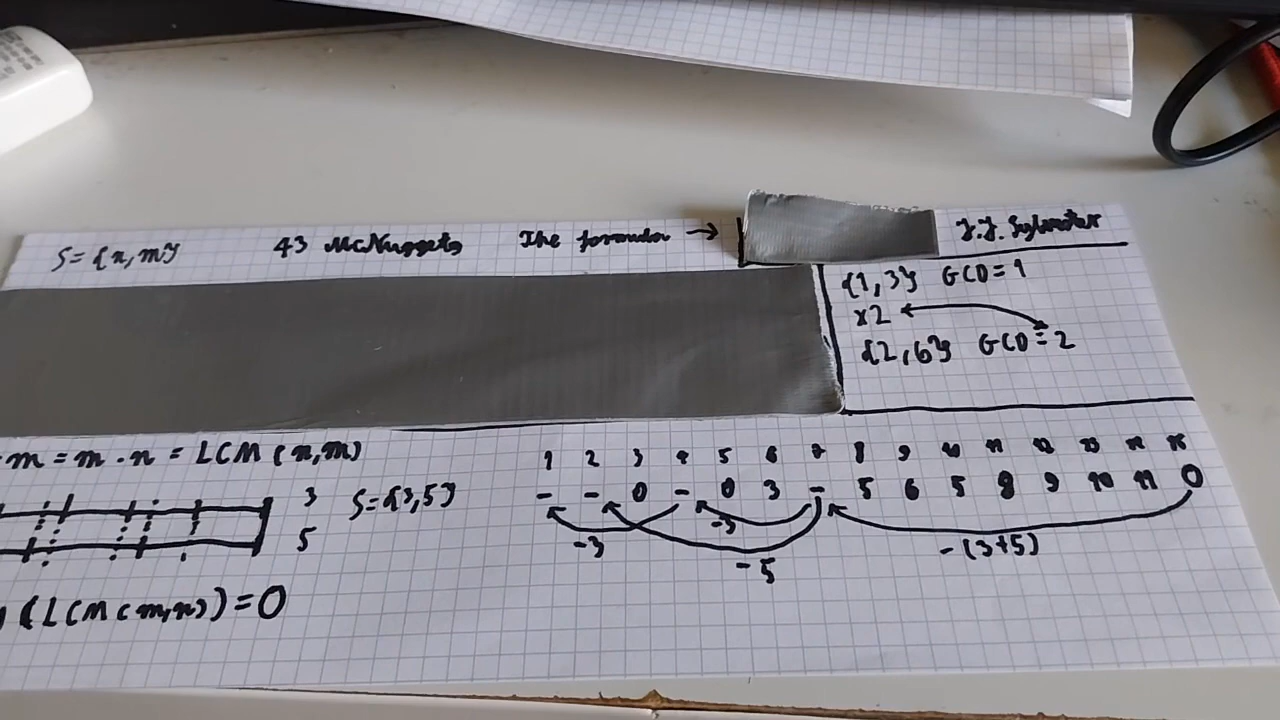 S={n,m} 43 McNuggets The formula → J.J. Sylvester
{1,3} GCD=1
x2
{2,6} GCD=2
· m = m · n = LCM (n,m)
3 S={3,5}
5
1 2 3 4 5 6 7 8 9 10 11 12 13 14 15
- - 0 - 0 3 - 5 6 5 8 9 10 11 0
-3 -3 -5 -(3+5)
(LCM(m,n))=0